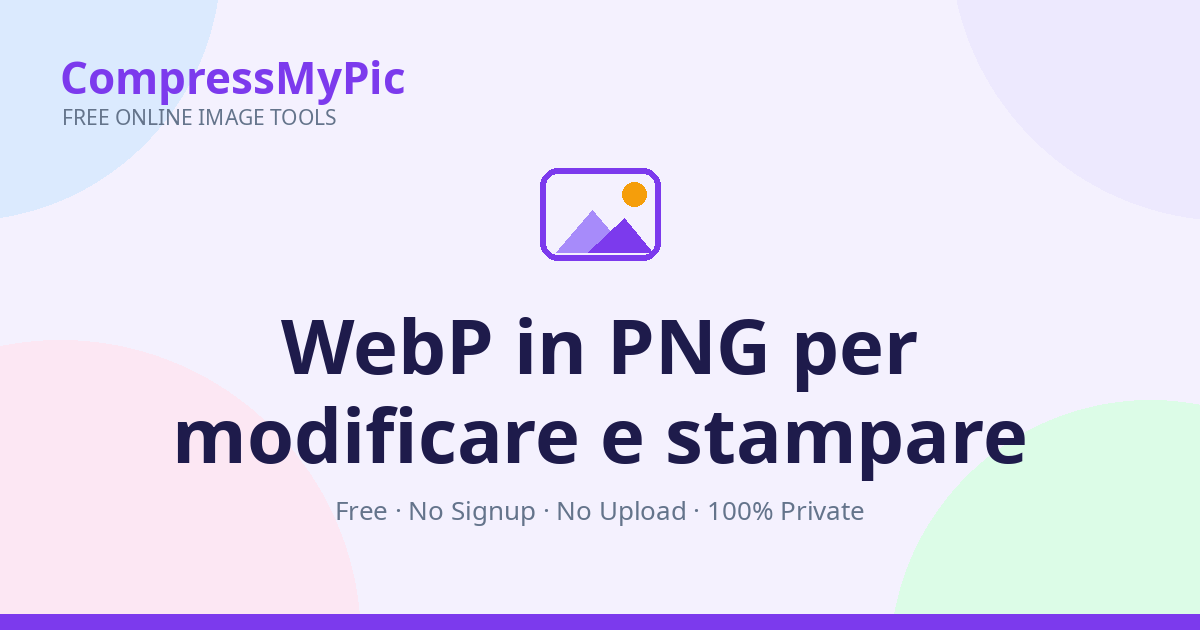 CompressMyPic
FREE ONLINE IMAGE TOOLS
WebP in PNG per
modificare e stampare
Free · No Signup · No Upload · 100% Private